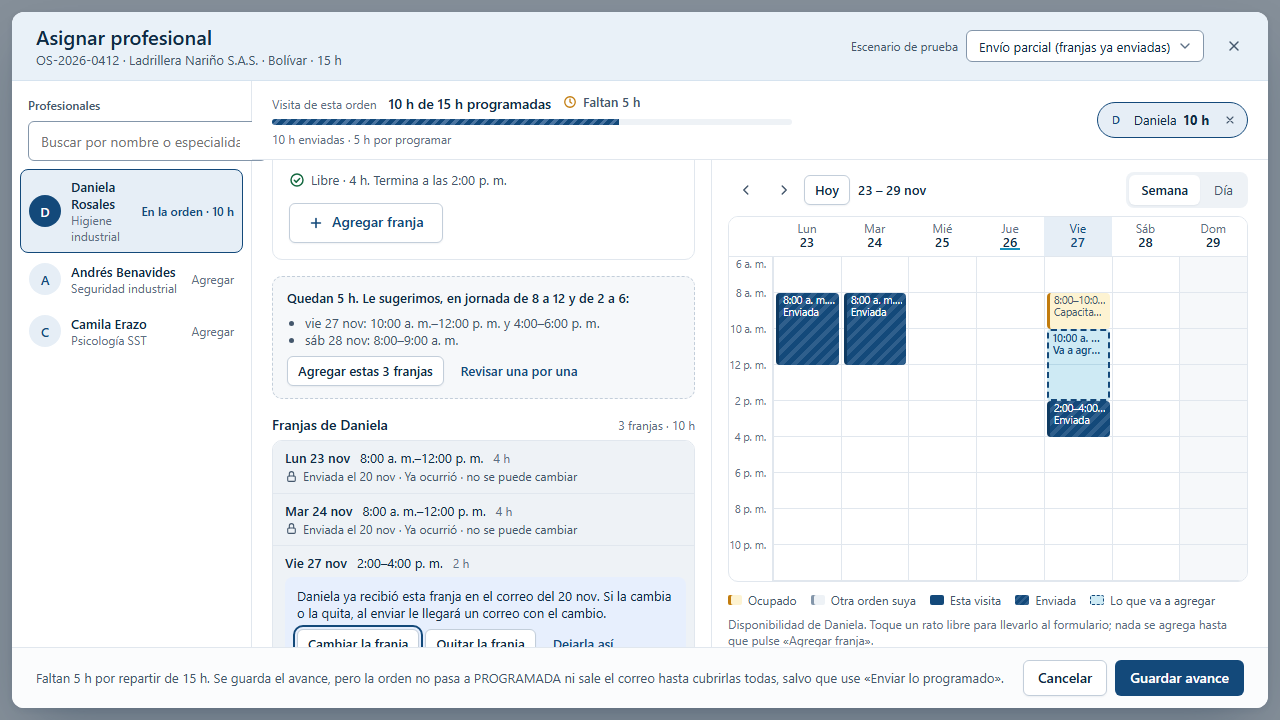 Asignar profesional
OS-2026-0412 · Ladrillera Nariño S.A.S. · Bolívar · 15 h
Escenario de prueba
Envío parcial (franjas ya enviadas)
Profesionales
Buscar por nombre o especialida
D
Daniela Rosales
Higiene industrial
En la orden · 10 h
A
Andrés Benavides
Seguridad industrial
Agregar
C
Camila Erazo
Psicología SST
Agregar
Visita de esta orden
10 h de 15 h programadas
Faltan 5 h
10 h enviadas · 5 h por programar
D Daniela 10 h
Libre · 4 h. Termina a las 2:00 p. m.
Agregar franja
Quedan 5 h. Le sugerimos, en jornada de 8 a 12 y de 2 a 6:
vie 27 nov: 10:00 a. m.–12:00 p. m. y 4:00–6:00 p. m.
sáb 28 nov: 8:00–9:00 a. m.
Agregar estas 3 franjas
Revisar una por una
Franjas de Daniela
3 franjas · 10 h
Lun 23 nov 8:00 a. m.–12:00 p. m. 4 h
Enviada el 20 nov · Ya ocurrió · no se puede cambiar
Mar 24 nov 8:00 a. m.–12:00 p. m. 4 h
Enviada el 20 nov · Ya ocurrió · no se puede cambiar
Vie 27 nov 2:00–4:00 p. m. 2 h
Daniela ya recibió esta franja en el correo del 20 nov. Si la cambia
o la quita, al enviar le llegará un correo con el cambio.
Cambiar la franja
Quitar la franja
Dejarla así
Hoy
23 – 29 nov
Semana
Día
Lun 23
Mar 24
Mié 25
Jue 26
Vie 27
Sáb 28
Dom 29
6 a. m.
8 a. m.
10 a. m.
12 p. m.
2 p. m.
4 p. m.
6 p. m.
8 p. m.
10 p. m.
8:00 a. m.…
Enviada
8:00 a. m.…
Enviada
8:00–10:0…
Capacita…
10:00 a. …
Va a agr…
2:00–4:00…
Enviada
Ocupado
Otra orden suya
Esta visita
Enviada
Lo que va a agregar
Disponibilidad de Daniela. Toque un rato libre para llevarlo al formulario; nada se agrega hasta
que pulse «Agregar franja».
Faltan 5 h por repartir de 15 h. Se guarda el avance, pero la orden no pasa a PROGRAMADA ni sale el correo hasta cubrirlas todas, salvo que use «Enviar lo programado».
Cancelar
Guardar avance